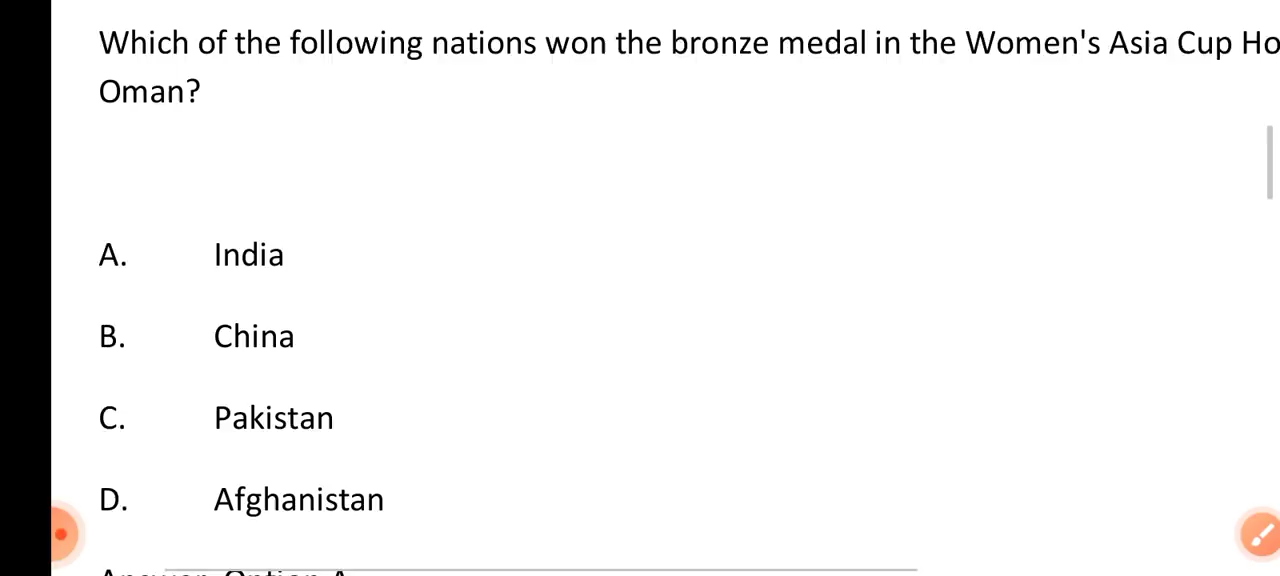 Which of the following nations won the bronze medal in the Women's Asia Cup Ho
Oman?
A. India
B. China
C. Pakistan
D. Afghanistan